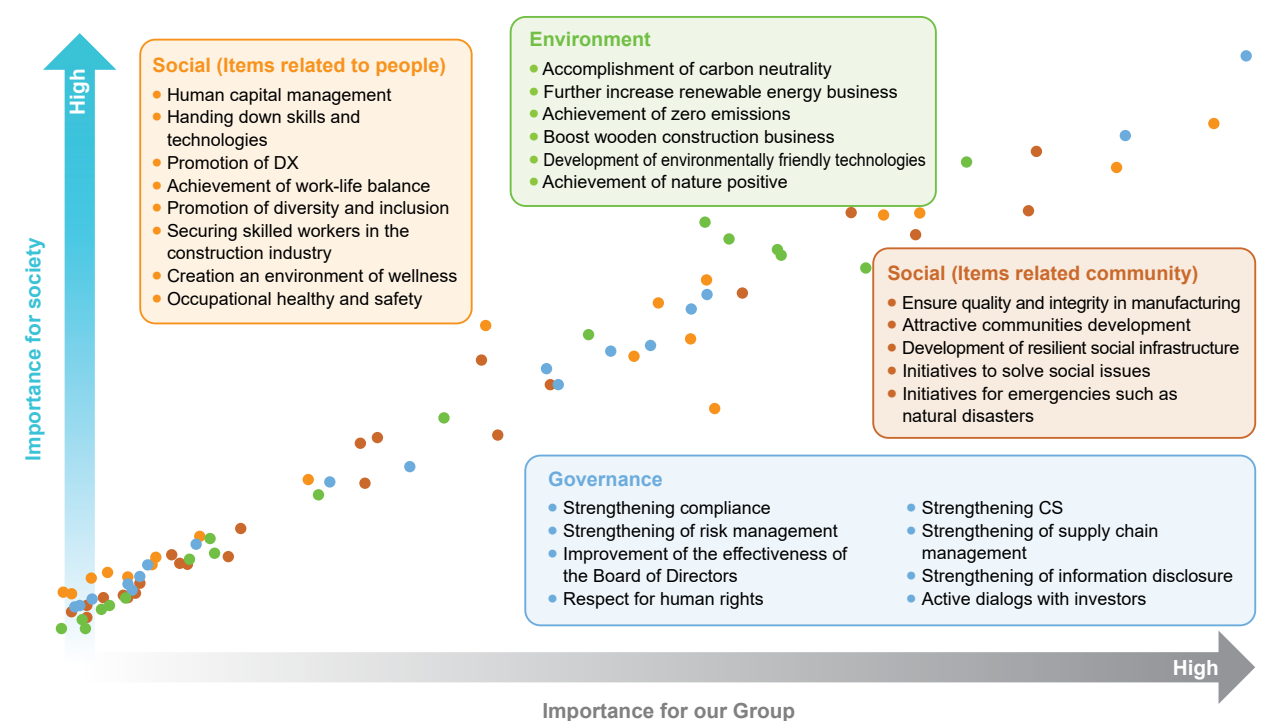 High
Importance for society
Social (Items related to people)
● Human capital management
● Handing down skills and
technologies
● Promotion of DX
● Achievement of work-life balance
● Promotion of diversity and inclusion
● Securing skilled workers in the
construction industry
● Creation an environment of wellness
● Occupational healthy and safety
Environment
● Accomplishment of carbon neutrality
● Further increase renewable energy business
● Achievement of zero emissions
● Boost wooden construction business
● Development of environmentally friendly technologies
● Achievement of nature positive
Social (Items related community)
● Ensure quality and integrity in manufacturing
● Attractive communities development
● Development of resilient social infrastructure
● Initiatives to solve social issues
● Initiatives for emergencies such as
natural disasters
Governance
● Strengthening compliance
● Strengthening of risk management
● Improvement of the effectiveness of
the Board of Directors
● Respect for human rights
● Strengthening CS
● Strengthening of supply chain
management
● Strengthening of information disclosure
● Active dialogs with investors
High
Importance for our Group